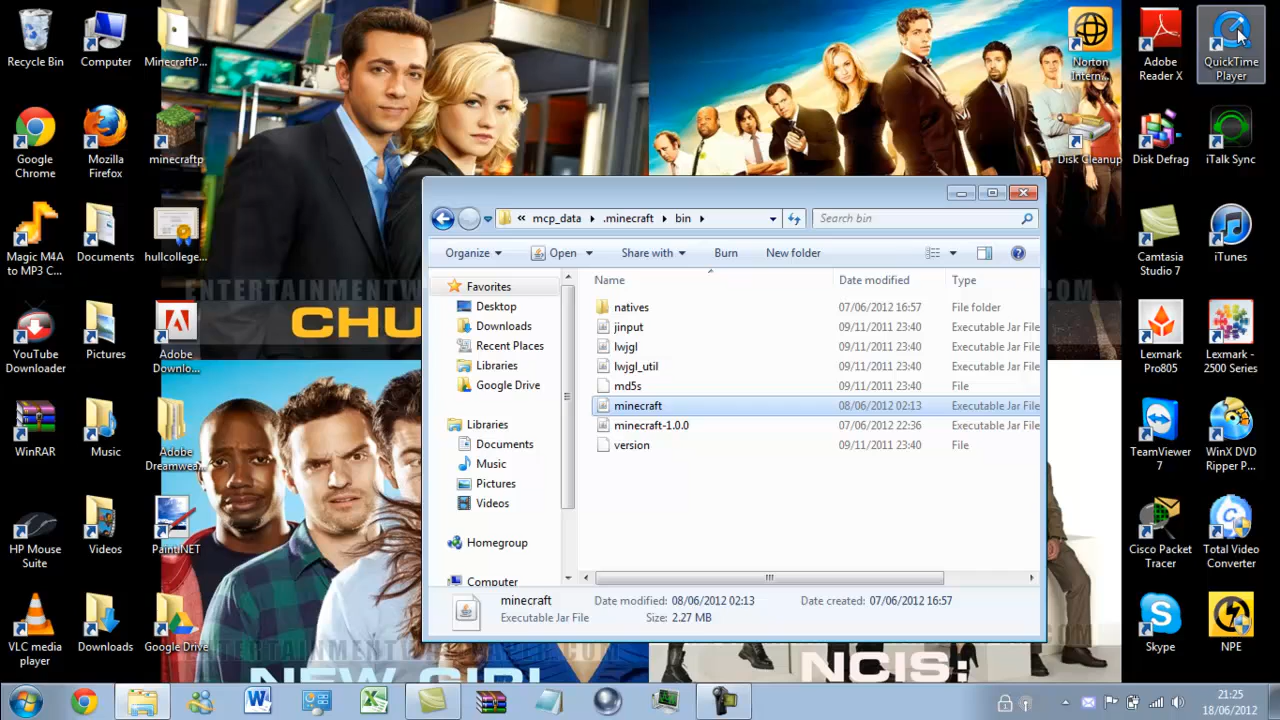 Recycle Bin
Computer
MinecraftP...
Norton
Intern...
Adobe
Reader X
QuickTime
Player
Google
Chrome
Mozilla
Firefox
minecraftp
Disk Cleanup
Disk Defrag
iTalk Sync
« mcp_data .minecraft bin
Search bin
Magic M4A
to MP3 C...
Documents
hullcollege...
Camtasia
Studio 7
iTunes
Organize
Open
Share with
Burn
New folder
Favorites
Desktop
Downloads
Recent Places
Libraries
Google Drive
Libraries
Documents
Music
Pictures
Videos
Homegroup
Computer
Name Date modified Type
natives 07/06/2012 16:57 File folder
jinput 09/11/2011 23:40 Executable Jar File
lwjgl 09/11/2011 23:40 Executable Jar File
lwjgl_util 09/11/2011 23:40 Executable Jar File
md5s 09/11/2011 23:40 File
minecraft 08/06/2012 02:13 Executable Jar File
minecraft-1.0.0 07/06/2012 22:36 Executable Jar File
version 09/11/2011 23:40 File
minecraft Date modified: 08/06/2012 02:13 Date created: 07/06/2012 16:57
Executable Jar File Size: 2.27 MB
CHU
YouTube
Downloader
Pictures
Adobe
Downlo...
Lexmark
Pro805
Lexmark -
2500 Series
WinRAR
Music
Adobe
Dreamwea...
TeamViewer
7
WinX DVD
Ripper P...
HP Mouse
Suite
Videos
PaintNET
Cisco Packet
Tracer
Total Video
Converter
VLC media
player
Downloads
Google Drive
Skype
NPE
NEW GIRL
NCIS:
21:25
18/06/2012